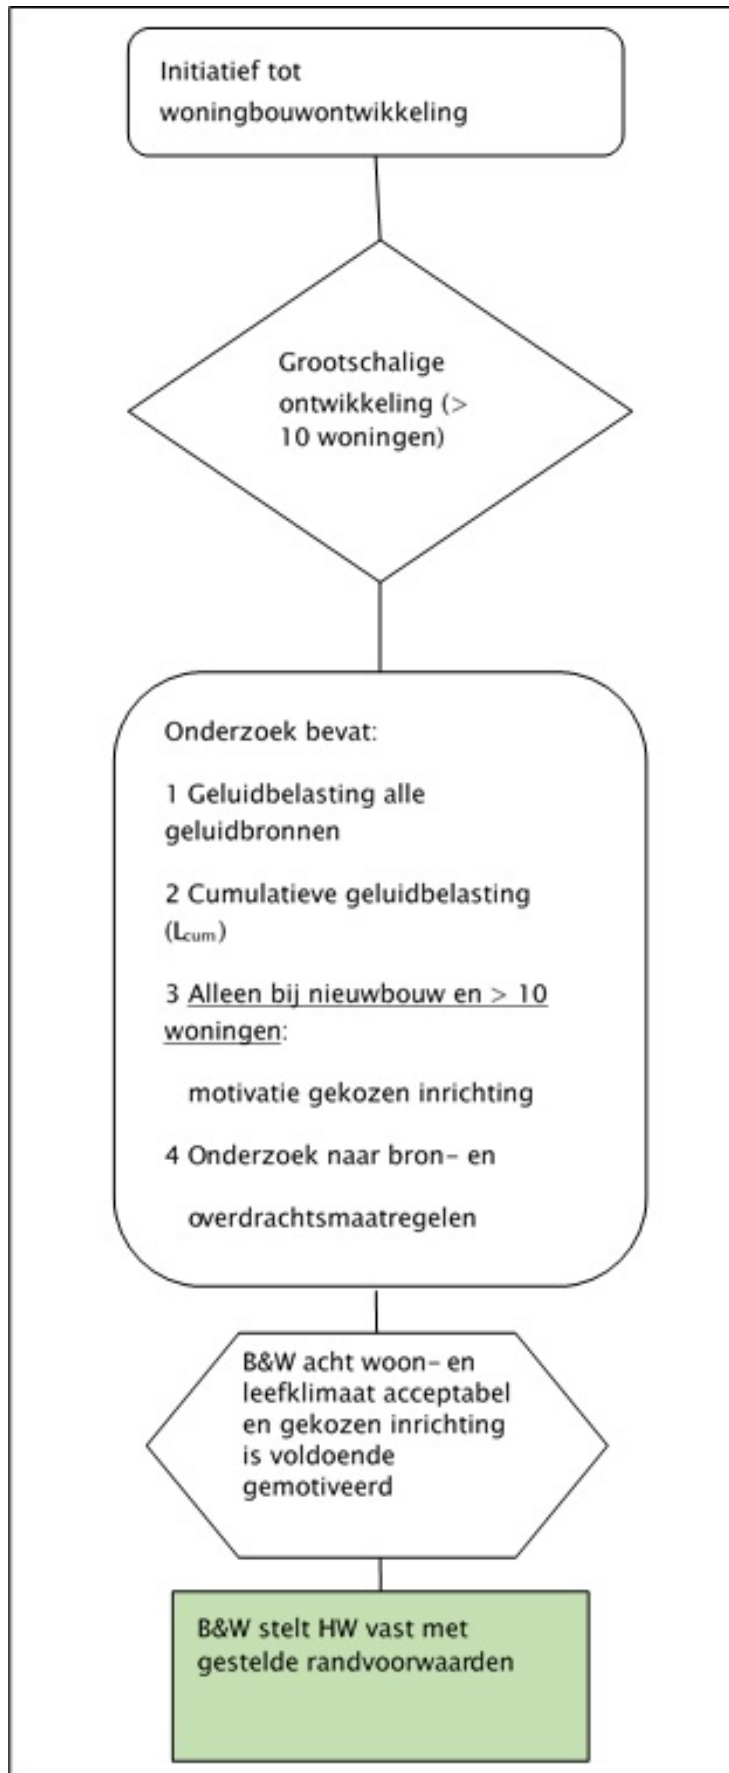 Initiatief tot
woningbouwontwikkeling
Grootschalige
ontwikkeling (>
10 woningen)
Onderzoek bevat:
1 Geluidbelasting alle
geluidbronnen
2 Cumulatieve geluidbelasting
(Lcum)
3 Alleen bij nieuwbouw en > 10
woningen:
motivatie gekozen inrichting
4 Onderzoek naar bron- en
overdrachtsmaatregelen
B&W acht woon- en
leefklimaat acceptabel
en gekozen inrichting
is voldoende
gemotiveerd
B&W stelt HW vast met
gestelde randvoorwaarden